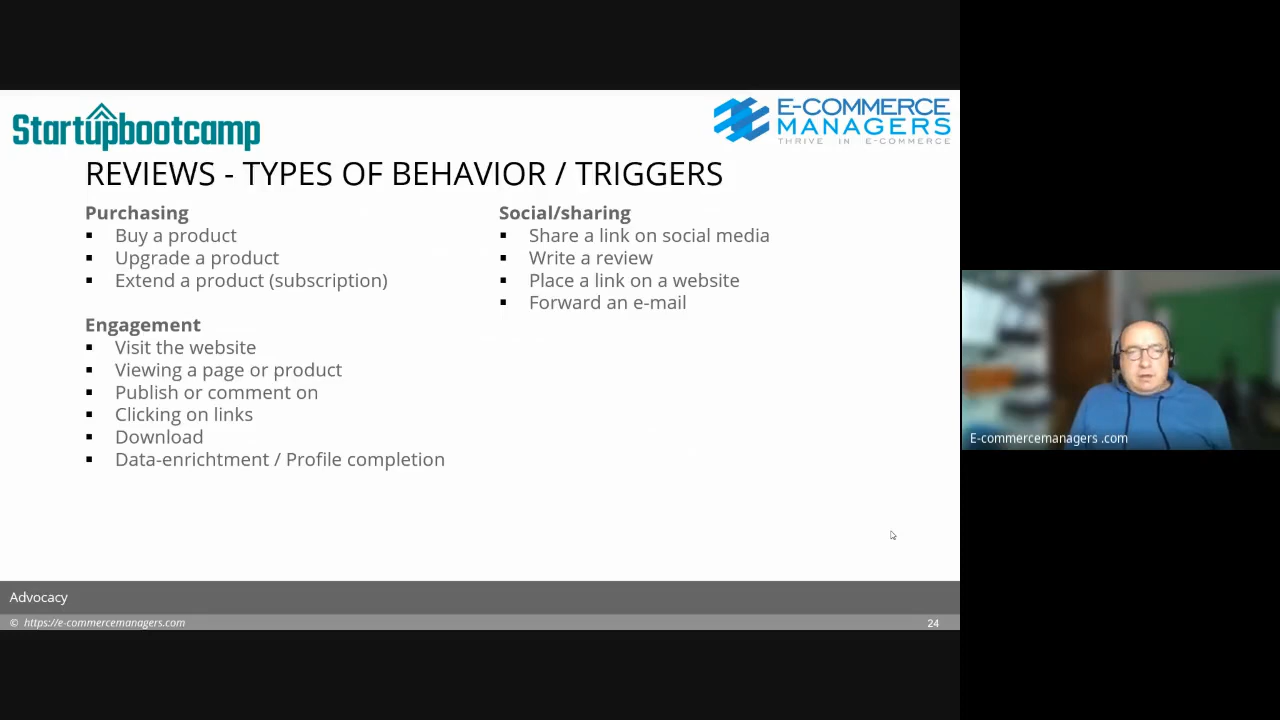 Startupbootcamp
E-COMMERCE
MANAGERS
THRIVE IN E-COMMERCE
REVIEWS - TYPES OF BEHAVIOR / TRIGGERS
Purchasing
Buy a product
Upgrade a product
Extend a product (subscription)
Engagement
Visit the website
Viewing a page or product
Publish or comment on
Clicking on links
Download
Data-enrichtment / Profile completion
Social/sharing
Share a link on social media
Write a review
Place a link on a website
Forward an e-mail
E-commercemanagers .com
Advocacy
© https://e-commercemanagers.com
24